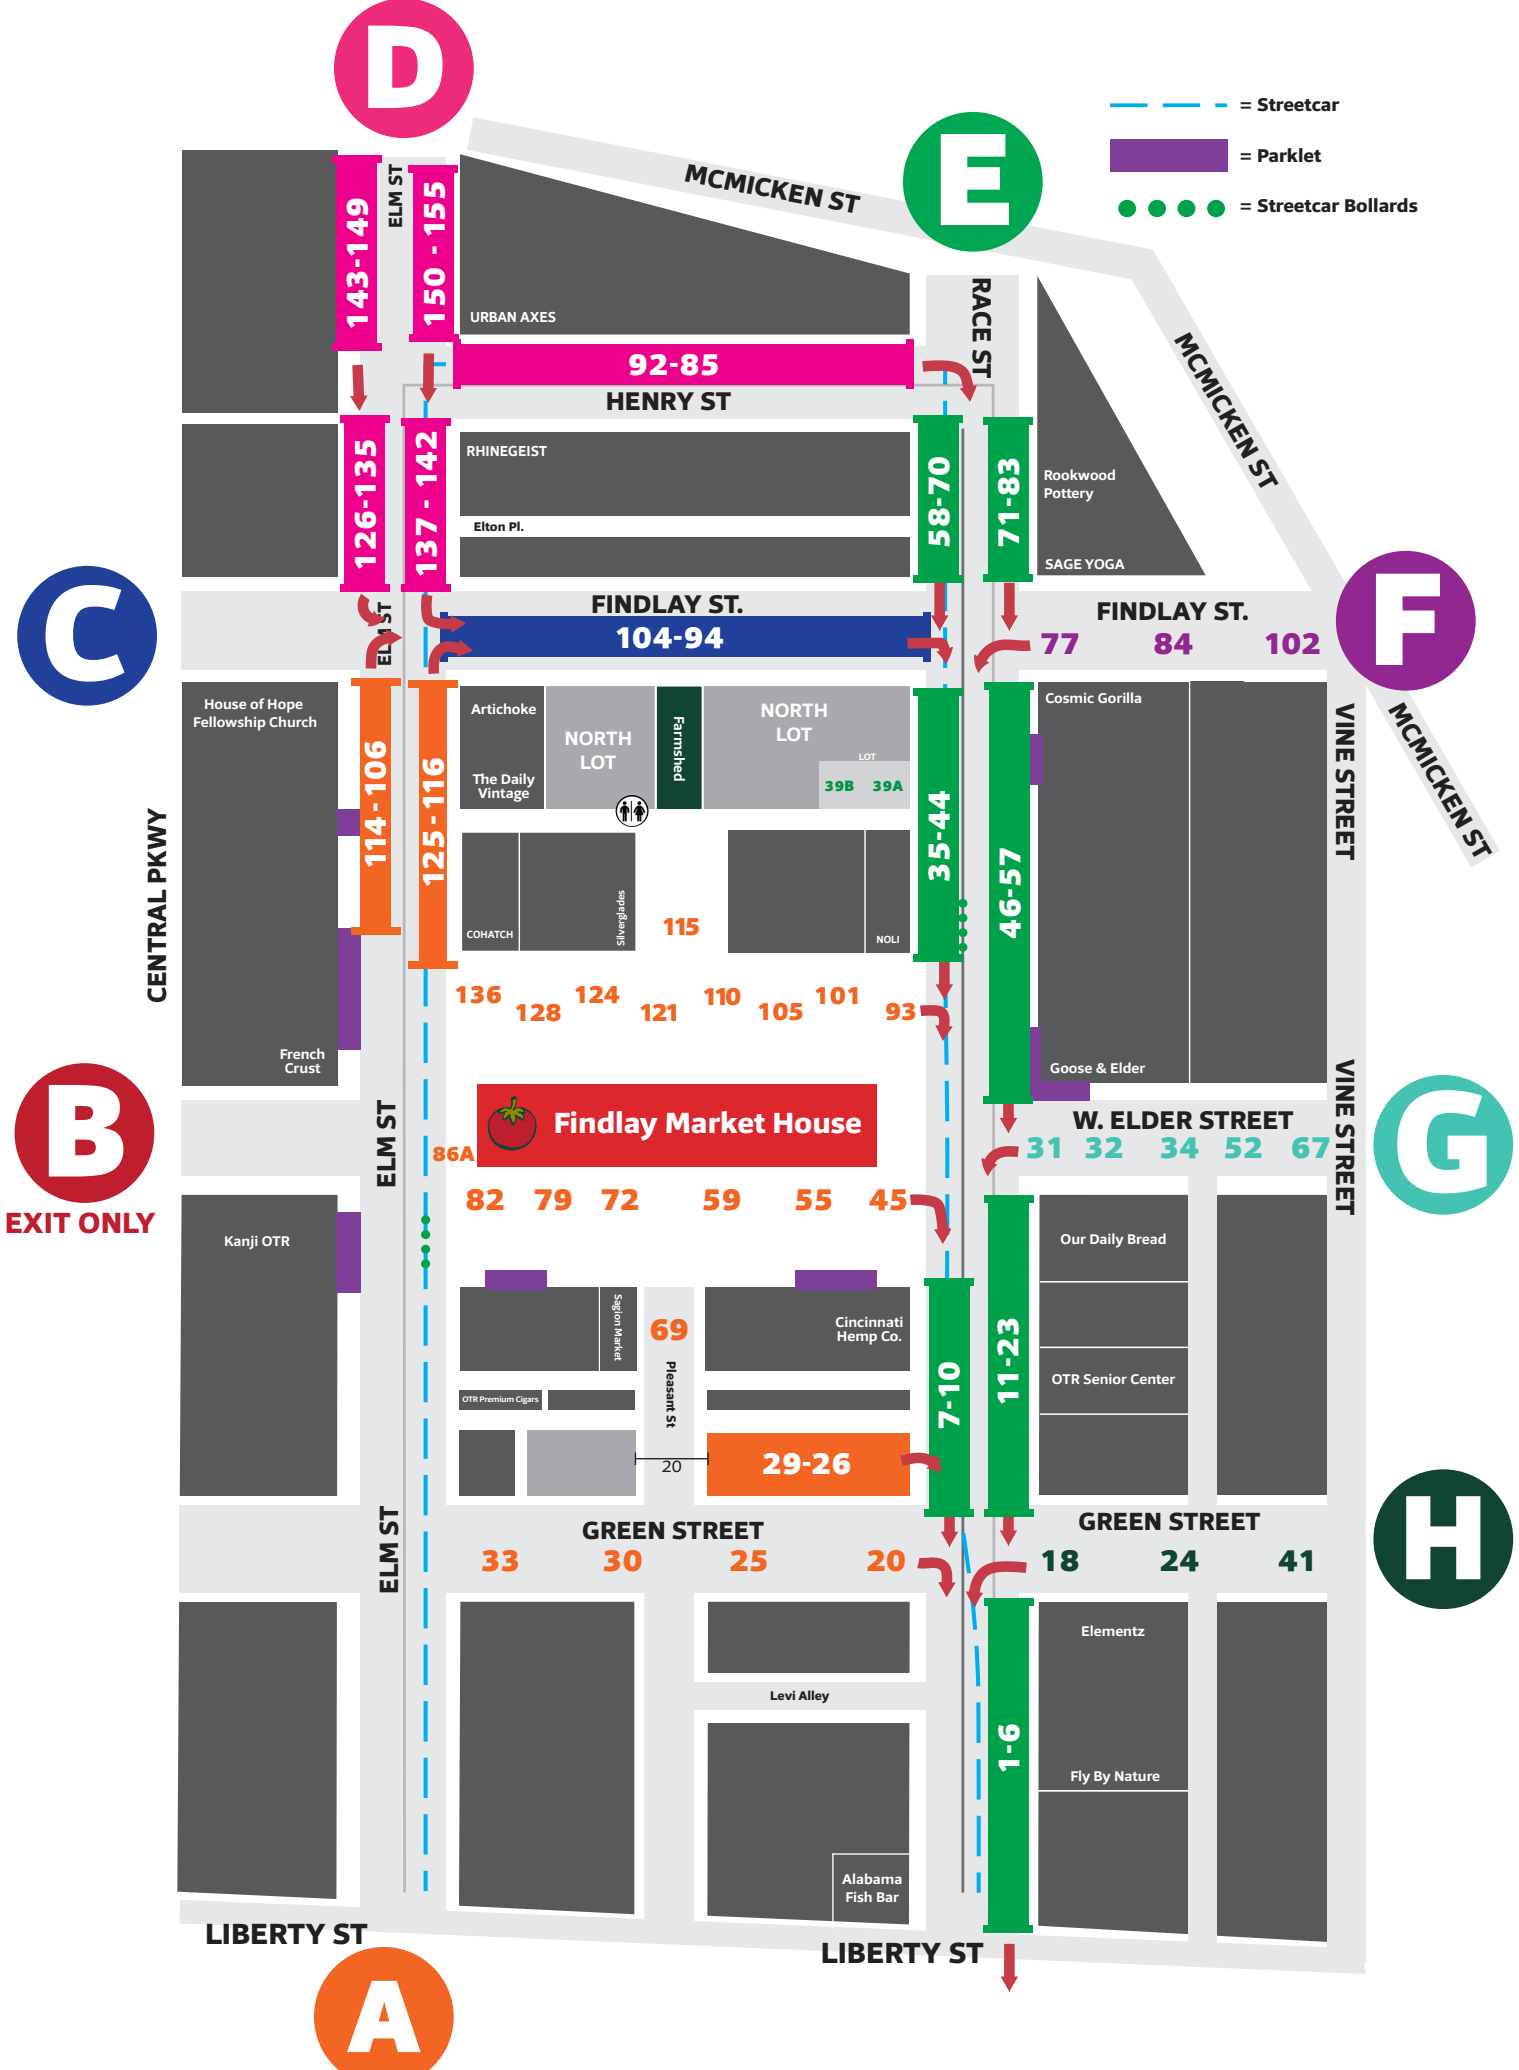 D
E
= Streetcar
= Parklet
= Streetcar Bollards
MCMICKEN ST
ELM ST
143-149
150 - 155
URBAN AXES
RACE ST
92-85
HENRY ST
MCMICKEN ST
126-135
137 - 142
RHINEGEIST
Elton Pl.
58-70
71-83
Rookwood
Pottery
SAGE YOGA
C
ELM ST
FINDLAY ST.
104-94
FINDLAY ST.
77
84
102
F
House of Hope
Fellowship Church
114-106
125-116
Artichoke
The Daily
Vintage
NORTH
LOT
Farmshed
NORTH
LOT
LOT
39B
39A
35-44
46-57
Cosmic Gorilla
VINE STREET
MCMICKEN ST
CENTRAL PKWY
COHATCH
Silverglades
115
NOLI
136
128
124
121
110
105
101
93
French
Crust
Goose & Elder
B
EXIT ONLY
ELM ST
Findlay Market House
86A
W. ELDER STREET
31
32
34
52
67
VINE STREET
G
82
79
72
59
55
45
Kanji OTR
Our Daily Bread
Sagion Market
69
Pleasant St
Cincinnati
Hemp Co.
7-10
11-23
OTR Premium Cigars
OTR Senior Center
20
29-26
ELM ST
GREEN STREET
33
30
25
20
GREEN STREET
18
24
41
H
Elementz
Levi Alley
1-6
Fly By Nature
Alabama
Fish Bar
LIBERTY ST
LIBERTY ST
A